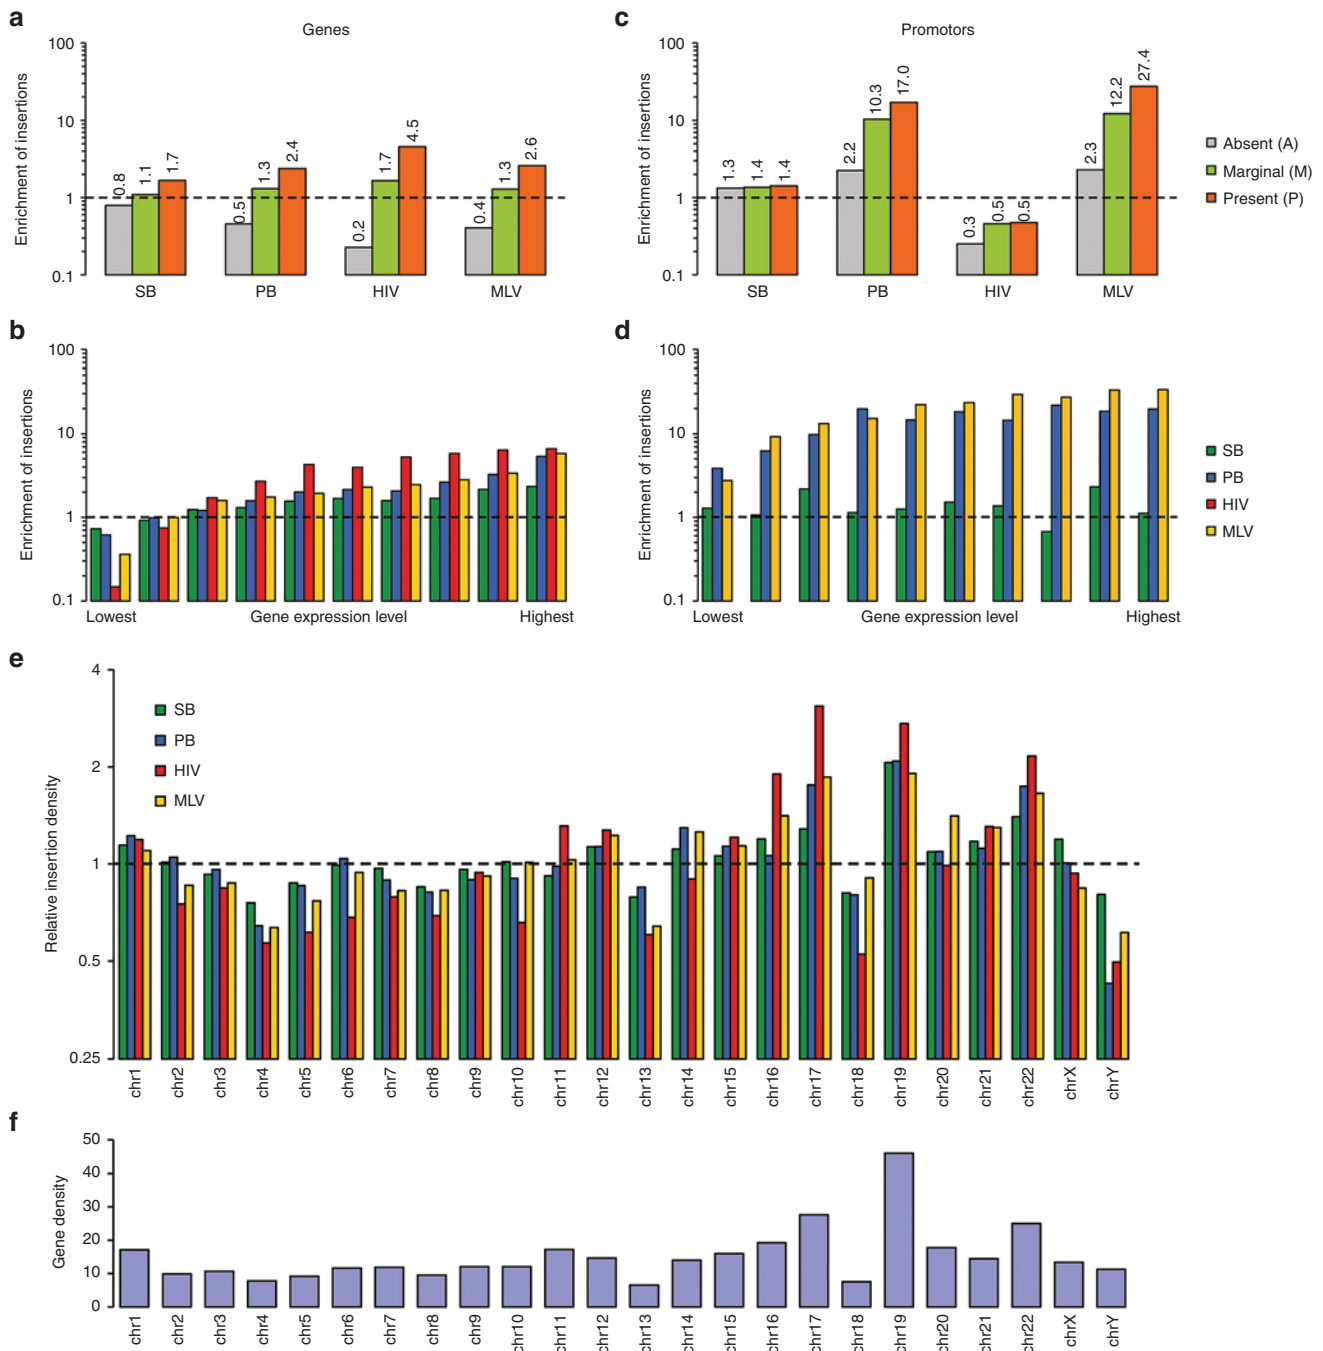 a
Genes
Enrichment of insertions
100
10
1
0.1
0.8
1.1
1.7
0.5
1.3
2.4
0.2
1.7
4.5
0.4
1.3
2.6
SB
PB
HIV
MLV
c
Promotors
Enrichment of insertions
100
10
1
0.1
1.3
1.4
1.4
2.2
10.3
17.0
0.3
0.5
0.5
2.3
12.2
27.4
SB
PB
HIV
MLV
Absent (A)
Marginal (M)
Present (P)
b
Enrichment of insertions
100
10
1
0.1
Lowest
Gene expression level
Highest
d
Enrichment of insertions
100
10
1
0.1
Lowest
Gene expression level
Highest
SB
PB
HIV
MLV
e
Relative insertion density
4
2
1
0.5
0.25
SB
PB
HIV
MLV
chr1
chr2
chr3
chr4
chr5
chr6
chr7
chr8
chr9
chr10
chr11
chr12
chr13
chr14
chr15
chr16
chr17
chr18
chr19
chr20
chr21
chr22
chrX
chrY
f
Gene density
50
40
30
20
10
0
chr1
chr2
chr3
chr4
chr5
chr6
chr7
chr8
chr9
chr10
chr11
chr12
chr13
chr14
chr15
chr16
chr17
chr18
chr19
chr20
chr21
chr22
chrX
chrY